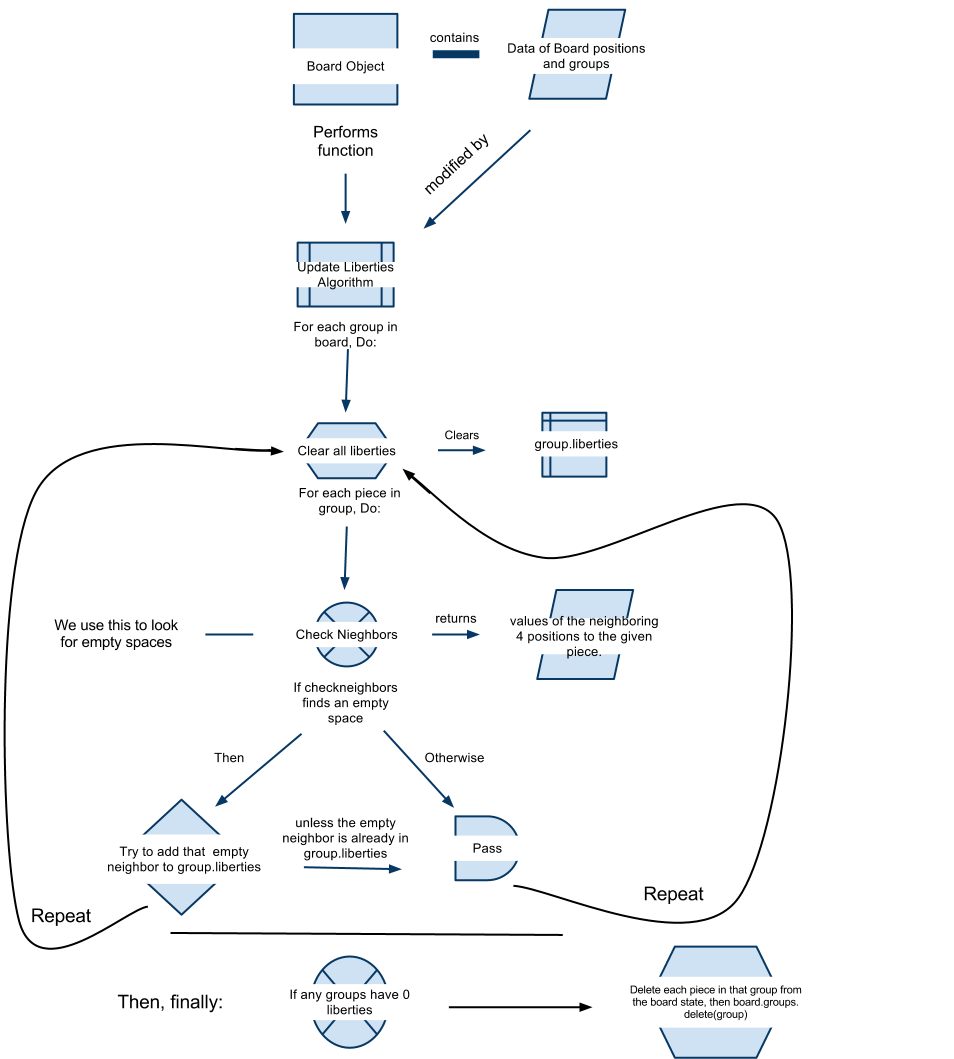 contains
Board Object
Data of Board positions
and groups
Performs
function
modified by
Update Liberties
Algorithm
For each group in
board, Do:
Clear all liberties
Clears
group.liberties
For each piece in
group, Do:
We use this to look
for empty spaces
Check Nieghbors
returns
values of the neighboring
4 positions to the given
piece.
If checkneighbors
finds an empty
space
Then
Otherwise
Try to add that empty
neighbor to group.liberties
unless the empty
neighbor is already in
group.liberties
Pass
Repeat
Repeat
Then, finally:
If any groups have 0
liberties
Delete each piece in that group from
the board state, then board.groups.
delete(group)